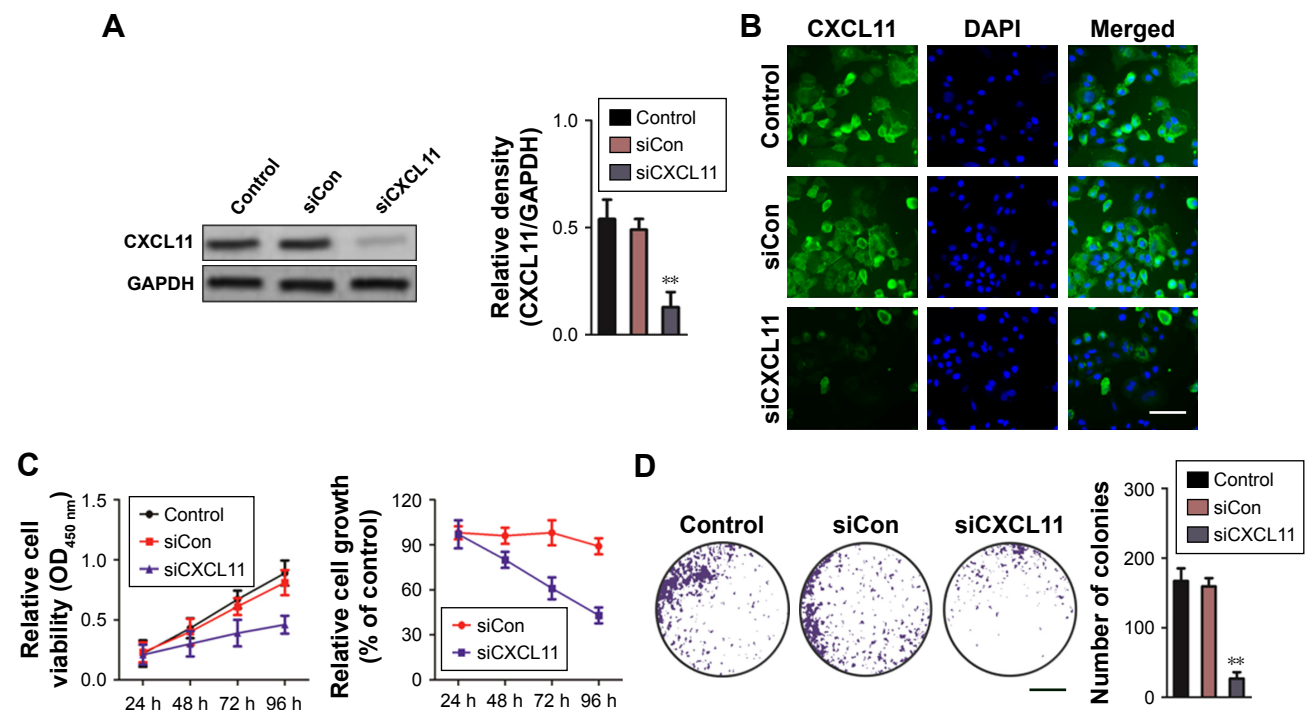 A
Control
siCon
siCXCL11
CXCL11
GAPDH
Relative density
(CXCL11/GAPDH)
1.0
0.5
0.0
Control
siCon
siCXCL11
**
B
CXCL11 DAPI Merged
Control
siCon
siCXCL11
C
Relative cell
viability (OD450 nm)
1.5
1.0
0.5
0.0
Control
siCon
siCXCL11
24 h 48 h 72 h 96 h
Relative cell growth
(% of control)
120
90
60
30
0
siCon
siCXCL11
24 h 48 h 72 h 96 h
D
Control siCon siCXCL11
Number of colonies
300
200
100
0
Control
siCon
siCXCL11
**